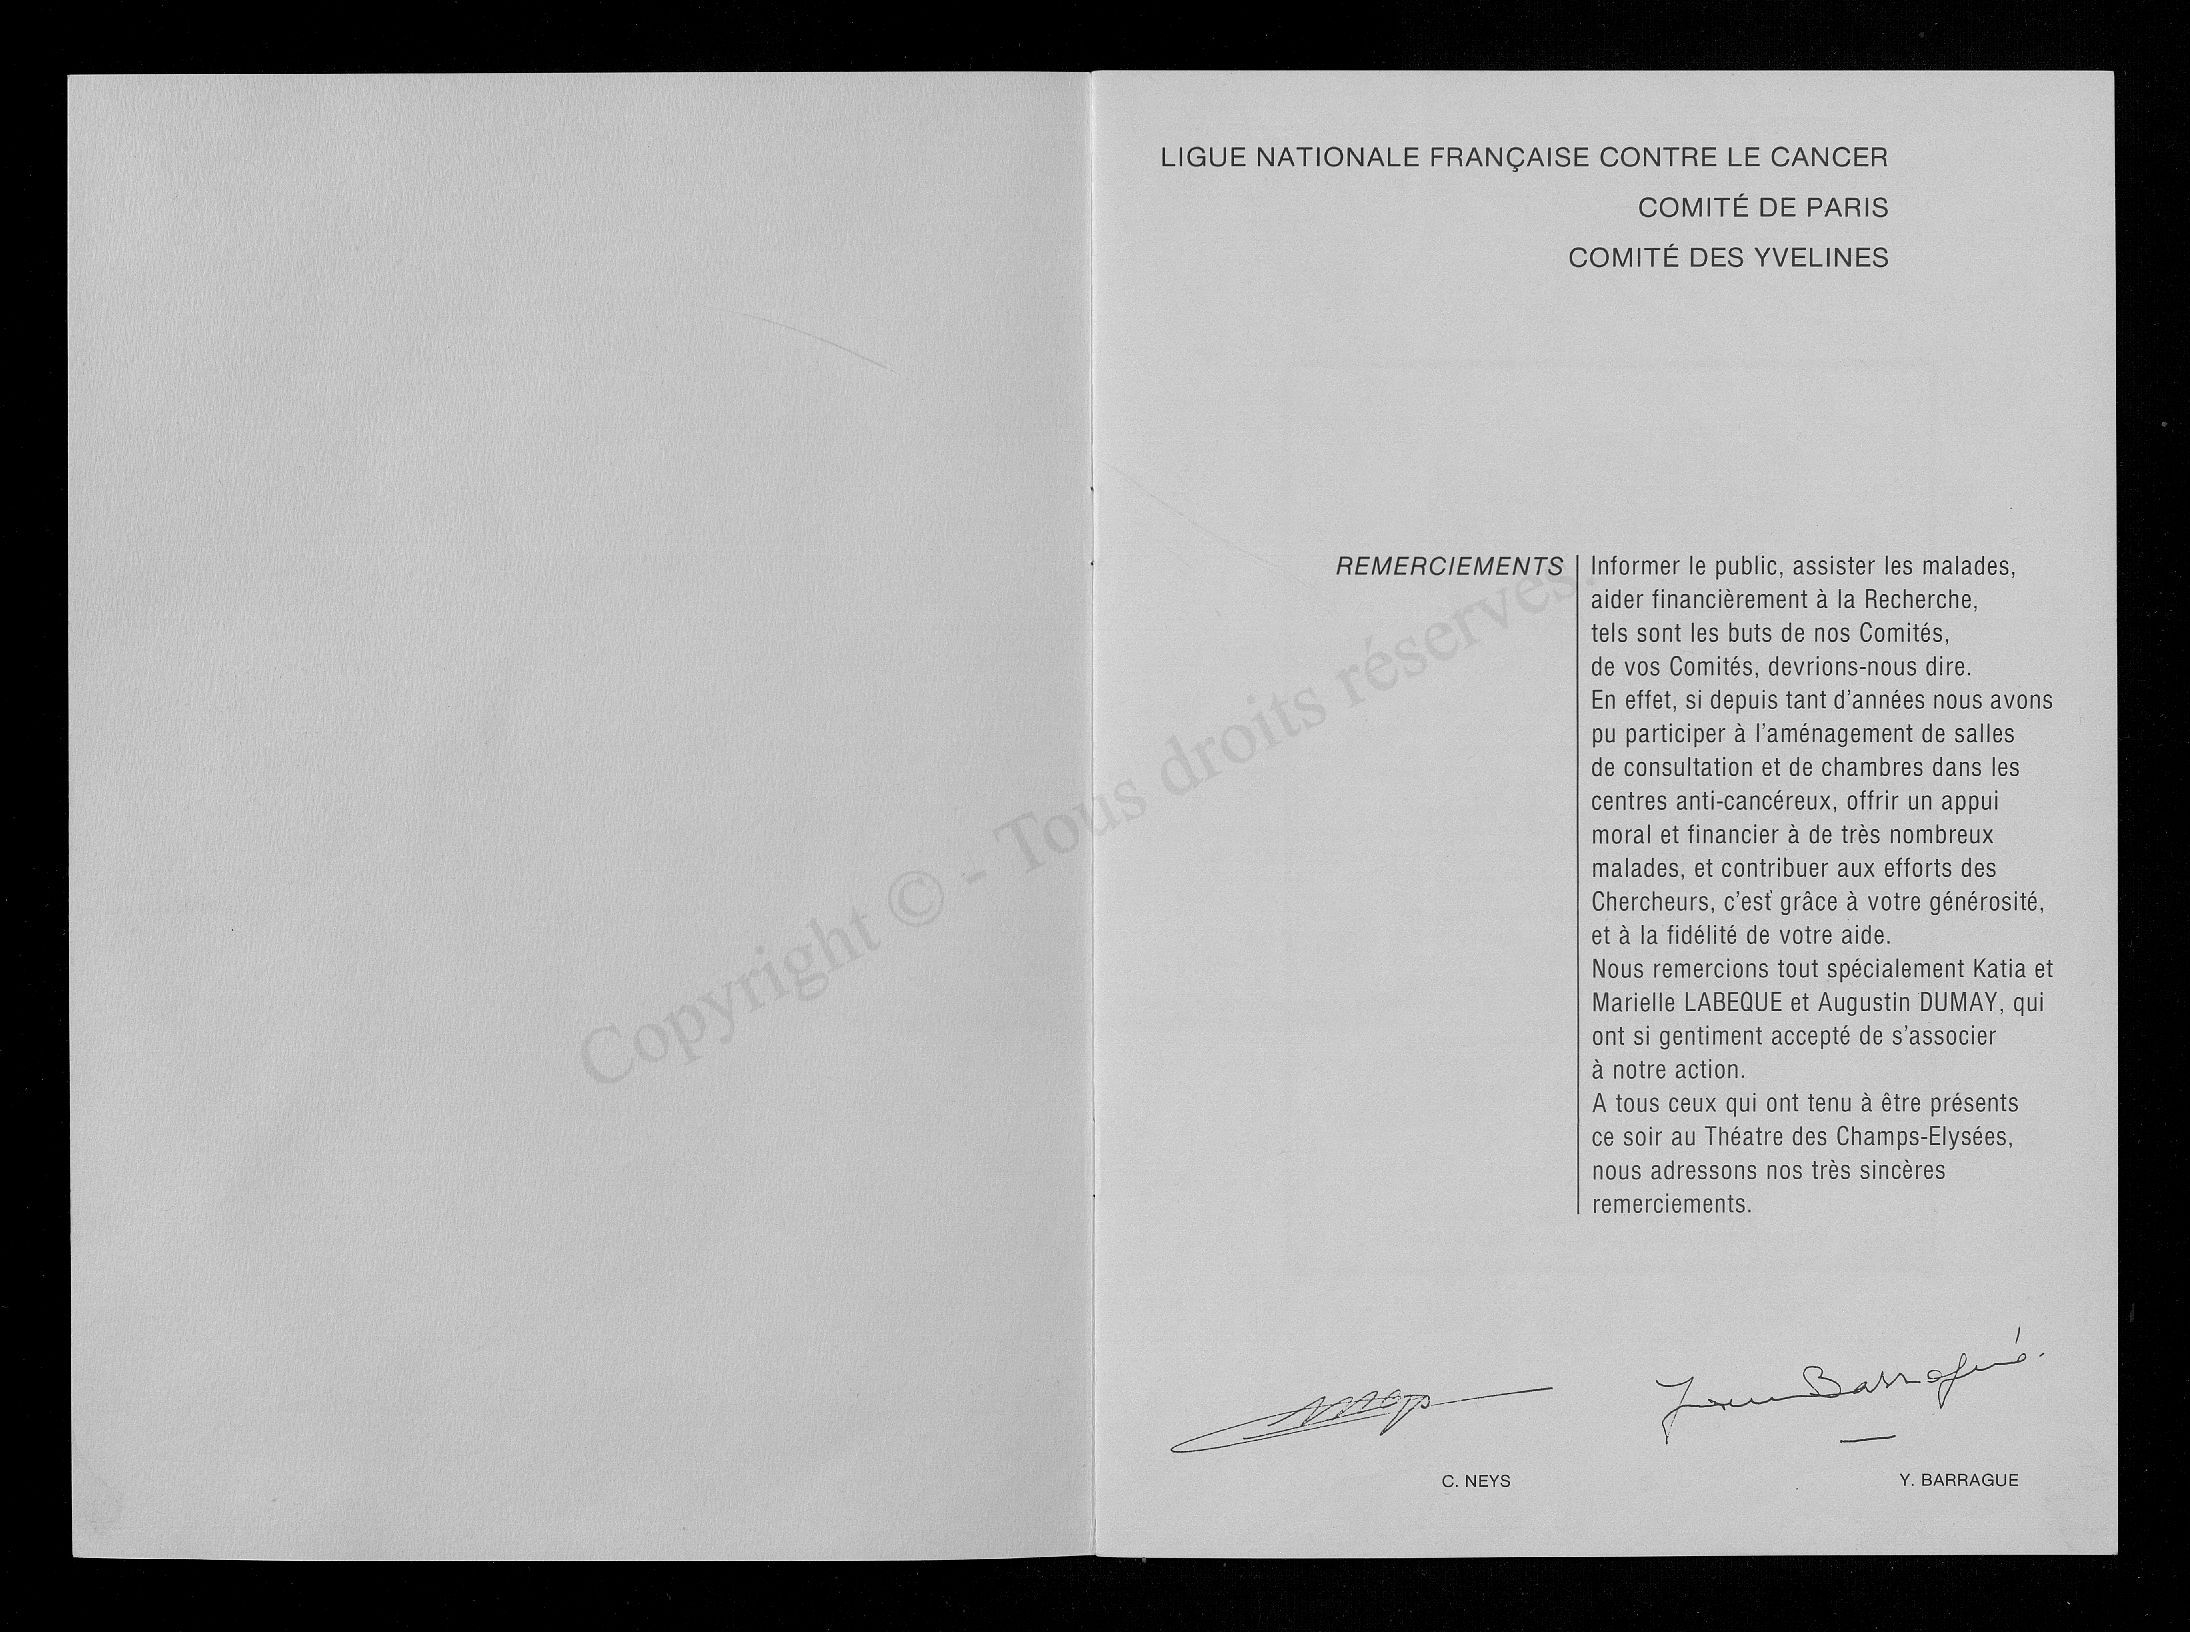 LIGUE NATIONALE FRANÇAISE CONTRE LE CANCER
COMITÉ DE PARIS
COMITÉ DES YVELINES
REMERCIEMENTS
Informer le public, assister les malades,
aider financièrement à la Recherche,
tels sont les buts de nos Comités,
de vos Comités, devrions-nous dire.
En effet, si depuis tant d'années nous avons
pu participer à l'aménagement de salles
de consultation et de chambres dans les
centres anti-cancéreux, offrir un appui
moral et financier à de très nombreux
malades, et contribuer aux efforts des
Chercheurs, c'est grâce à votre générosité,
et à la fidélité de votre aide.
Nous remercions tout spécialement Katia et
Marielle LABEQUE et Augustin DUMAY, qui
ont si gentiment accepté de s'associer
à notre action.
A tous ceux qui ont tenu à être présents
ce soir au Théatre des Champs-Elysées,
nous adressons nos très sincères
remerciements.
C. NEYS
Y. BARRAGUE
Copyright © - Tous droits réservés.